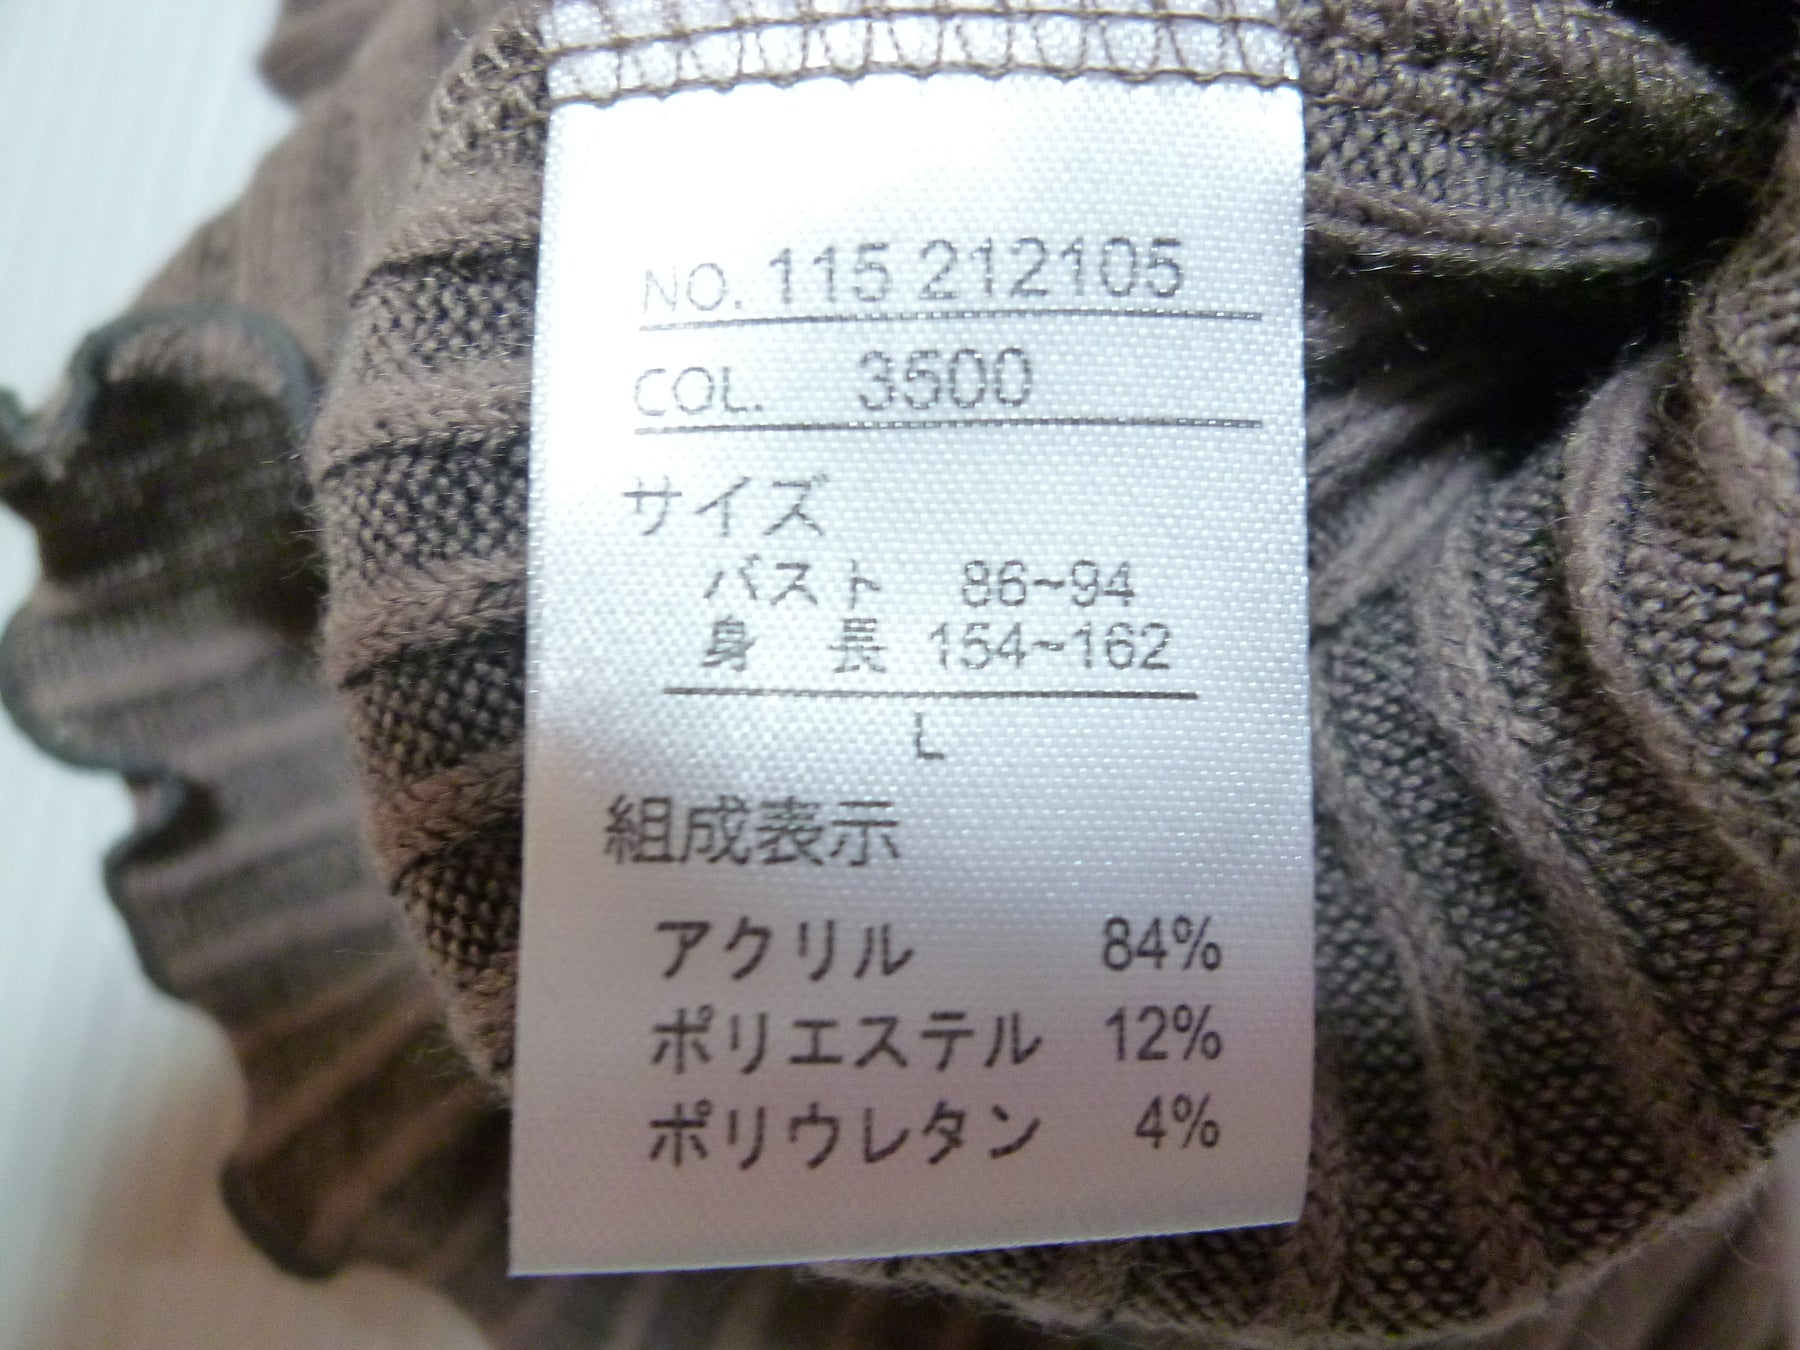 NO. 115 212105
COL. 3500
サイズ
バスト 86~94
身 長 154~162
L
組成表示
アクリル 84%
ポリエステル 12%
ポリウレタン 4%